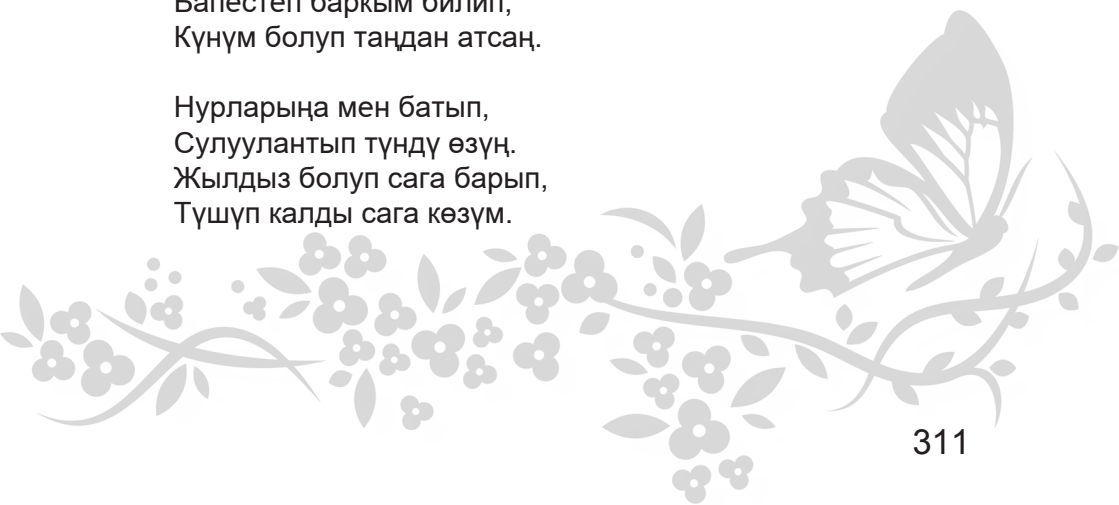 Бапестеп баркым билип,
Күнүм болуп таңдан атсаң.
Нурларыңа мен батып,
Сулуулантып түндү өзүң.
Жылдыз болуп сага барып,
Түшүп калды сага көзүм.
311